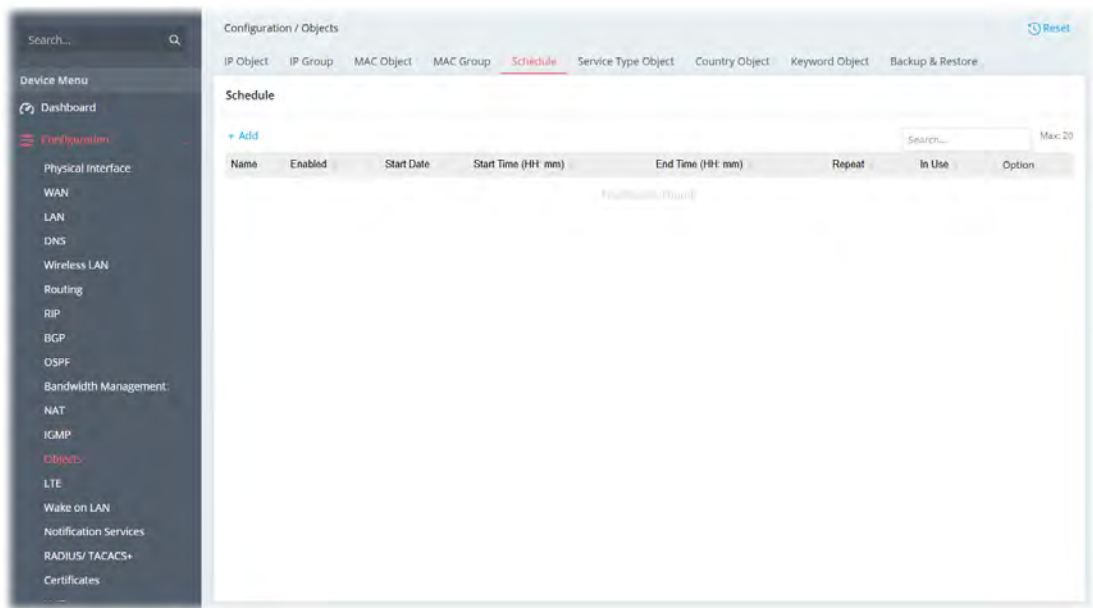 Search...
Device Menu
Dashboard
Configuration
Physical Interface
WAN
LAN
DNS
Wireless LAN
Routing
RIP
BGP
OSPF
Bandwidth Management
NAT
IGMP
Objects
LTE
Wake on LAN
Notification Services
RADIUS/ TACACS+
Certificates
Configuration / Objects
Reset
IP Object IP Group MAC Object MAC Group Schedule Service Type Object Country Object Keyword Object Backup & Restore
Schedule
+ Add
Search...
Max: 20
Name Enabled Start Date Start Time (HH: mm) End Time (HH: mm) Repeat In Use Option